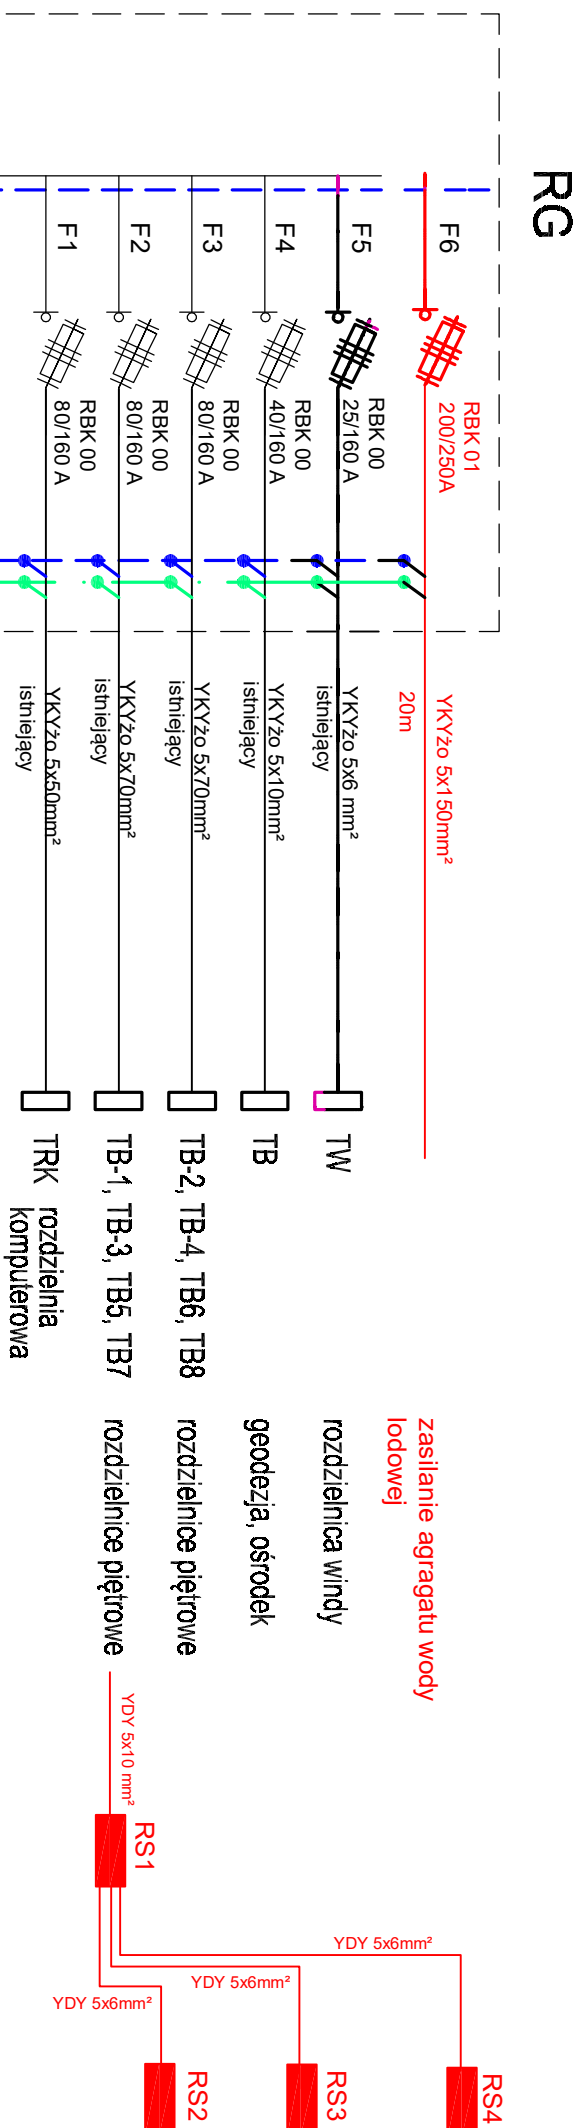 RG
F6
RBK 01
200/250A
YKYżo 5x150mm²
20m
zasilanie agragatu wody
lodowej
F5
RBK 00
25/160 A
YKYżo 5x6 mm²
istniejący
TW
rozdzielnica windy
F4
RBK 00
40/160 A
YKYżo 5x10mm²
istniejący
TB
geodezja, ośrodek
F3
RBK 00
80/160 A
YKYżo 5x70mm²
istniejący
TB-2, TB-4, TB6, TB8
rozdzielnice piętrowe
F2
RBK 00
80/160 A
YKYżo 5x70mm²
istniejący
TB-1, TB-3, TB5, TB7
rozdzielnice piętrowe
F1
RBK 00
80/160 A
YKYżo 5x50mm²
istniejący
TRK
rozdzielnia
komputerowa
YDY 5x10 mm²
RS1
YDY 5x6mm²
YDY 5x6mm²
YDY 5x6mm²
RS4
RS3
RS2